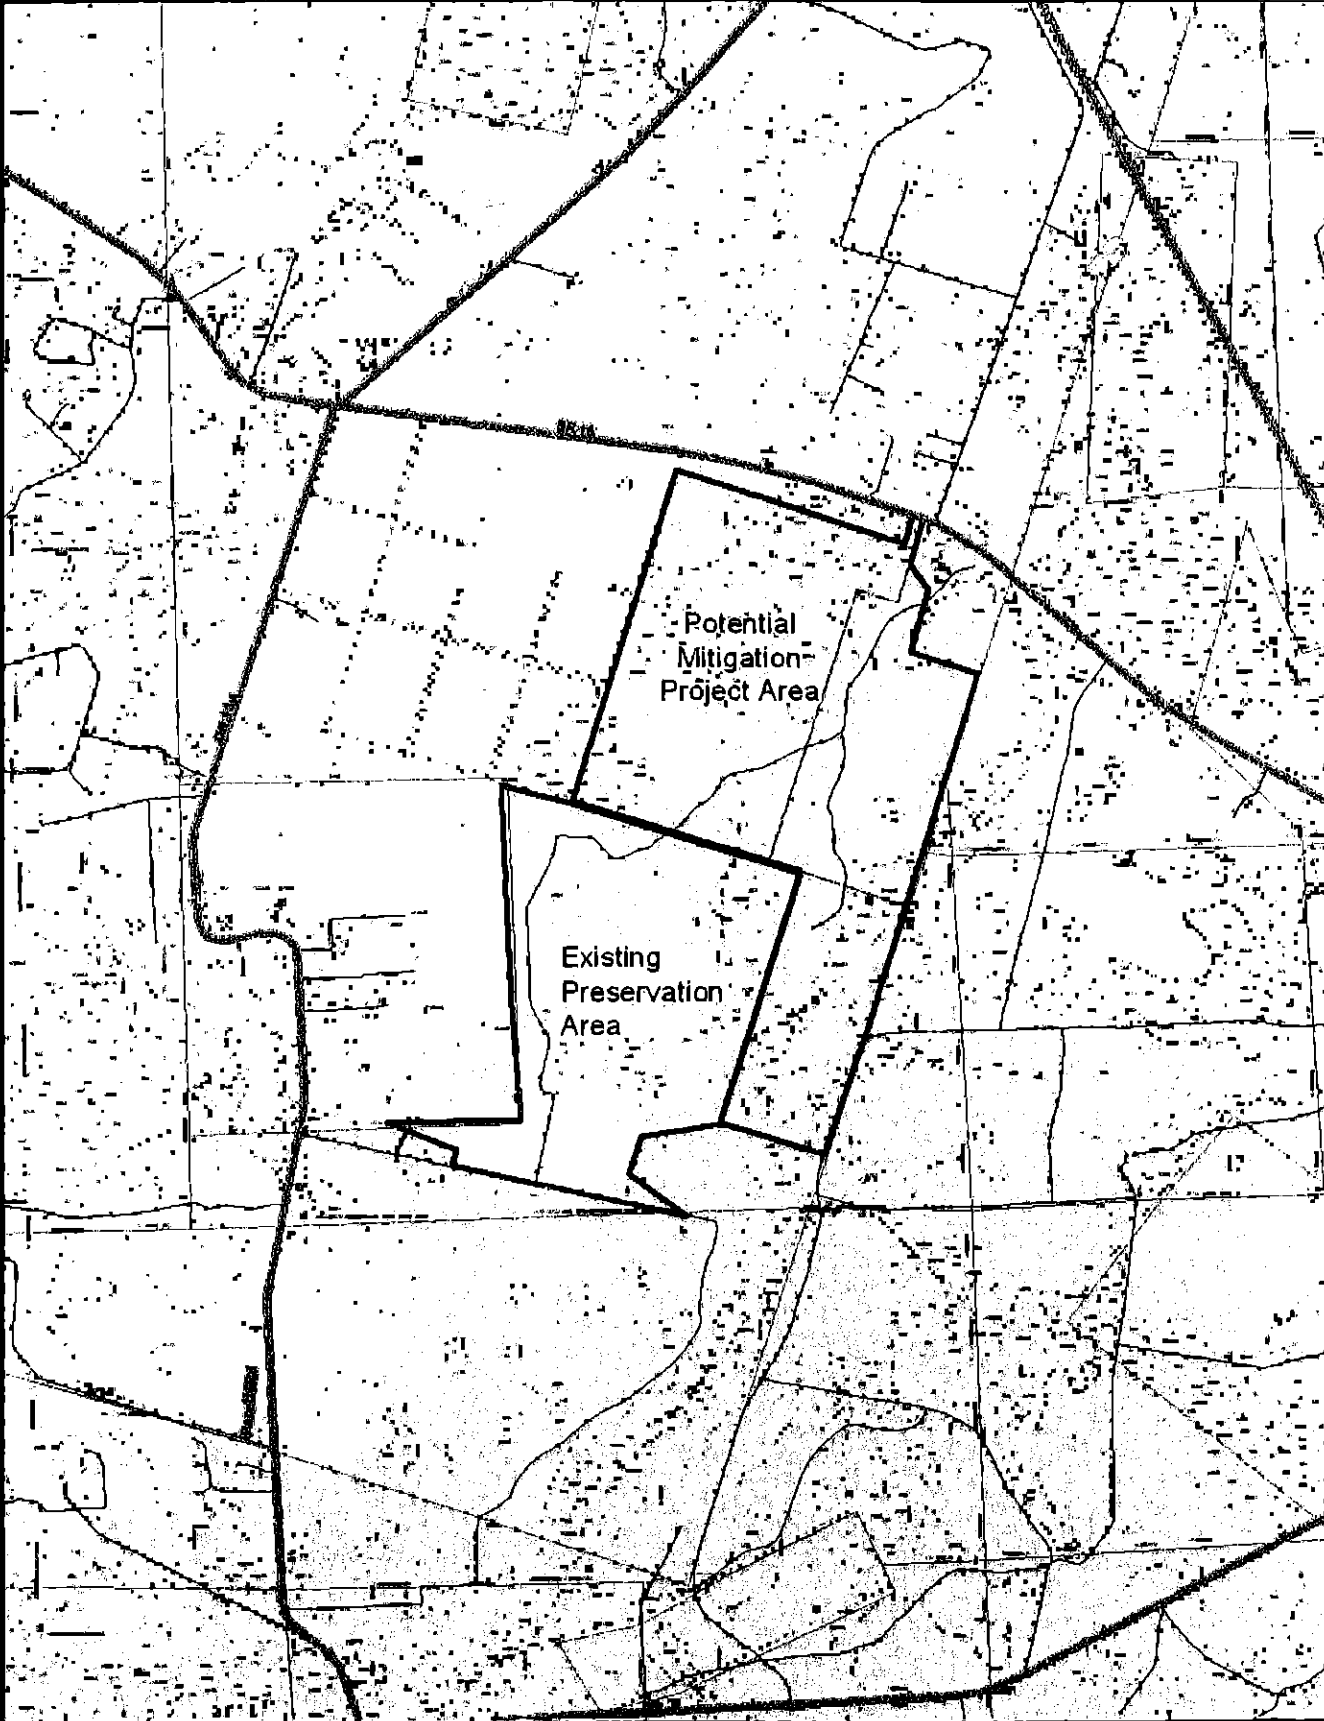 Potential
Mitigation
Project Area
Existing
Preservation
Area